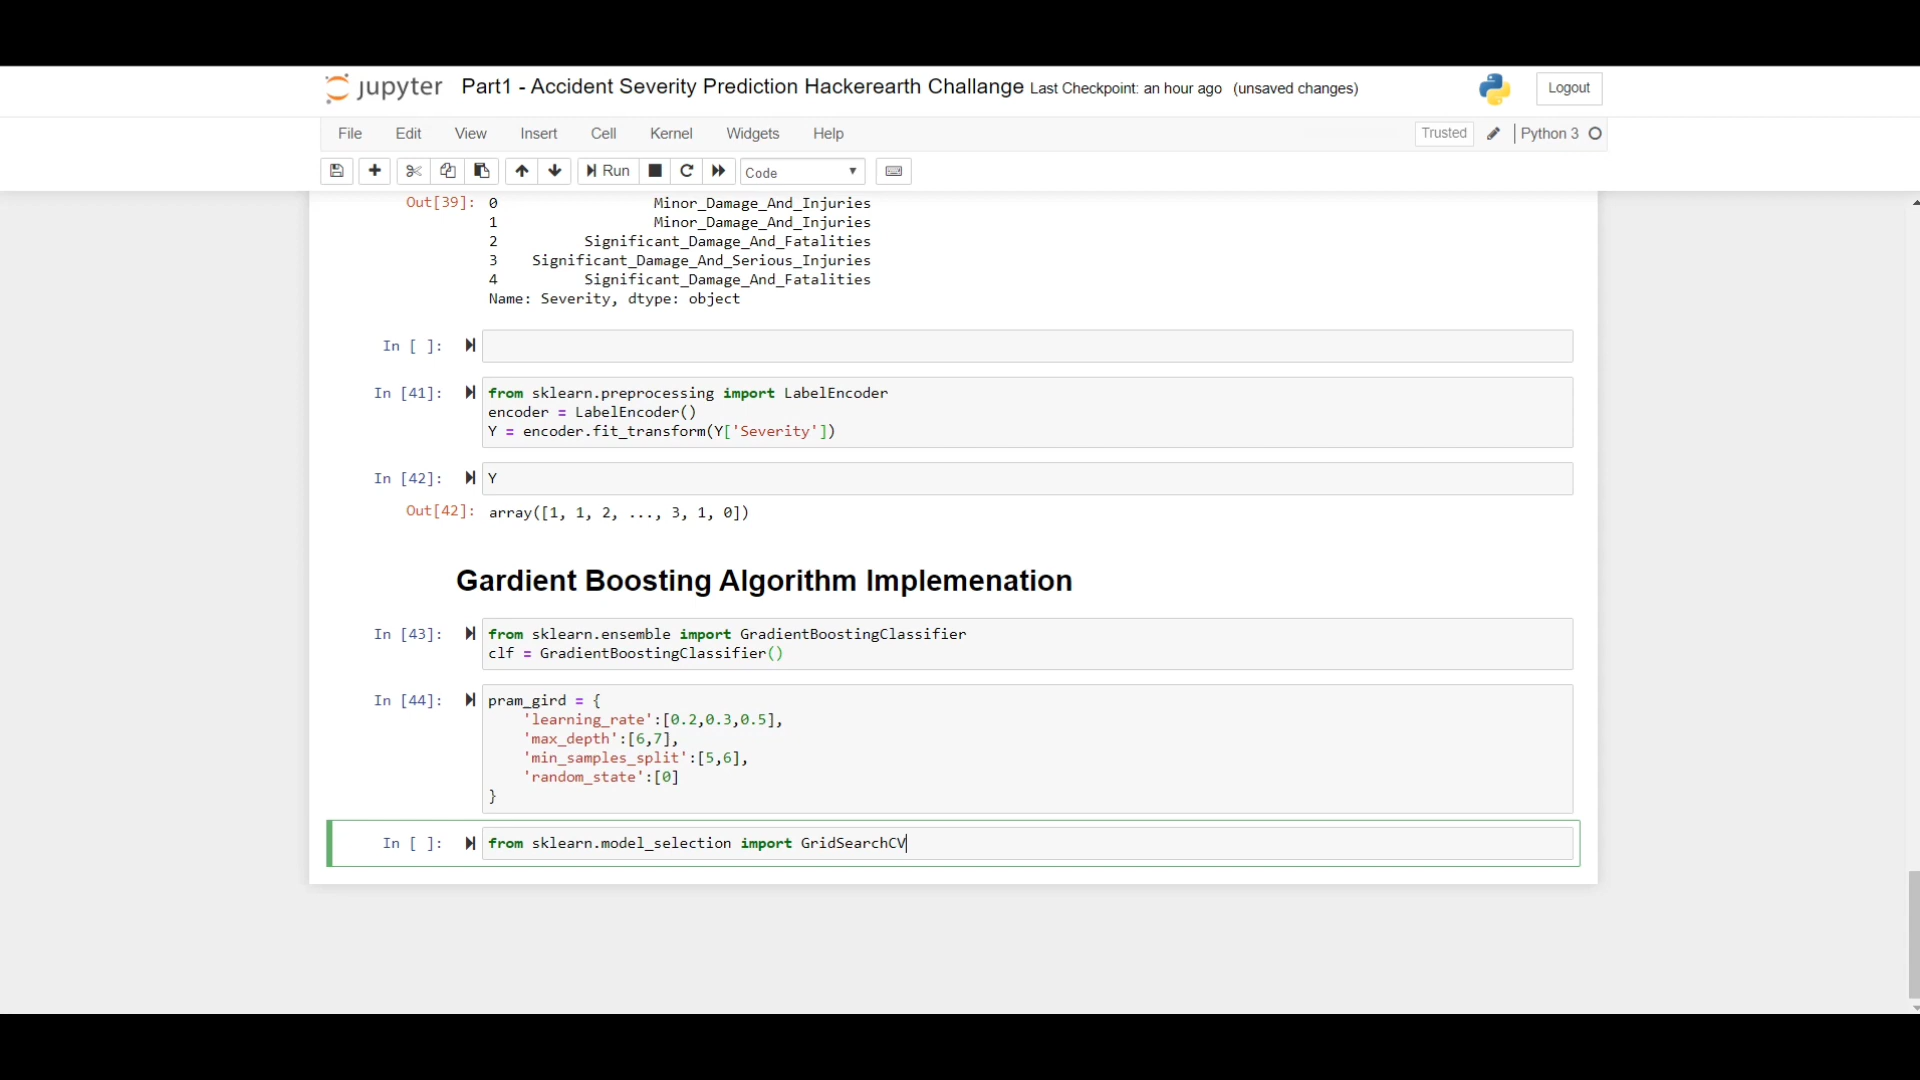 jupyter Part1 - Accident Severity Prediction Hackerearth Challange Last Checkpoint: an hour ago (unsaved changes) Logout
File Edit View Insert Cell Kernel Widgets Help Trusted Python 3
Run Code
Out[39]: 0 Minor_Damage_And_Injuries
1 Minor_Damage_And_Injuries
2 Significant_Damage_And_Fatalities
3 Significant_Damage_And_Serious_Injuries
4 Significant_Damage_And_Fatalities
Name: Severity, dtype: object
In [ ]:
In [41]: from sklearn.preprocessing import LabelEncoder
encoder = LabelEncoder()
Y = encoder.fit_transform(Y['Severity'])
In [42]: Y
Out[42]: array([1, 1, 2, ..., 3, 1, 0])
Gardient Boosting Algorithm Implemenation
In [43]: from sklearn.ensemble import GradientBoostingClassifier
clf = GradientBoostingClassifier()
In [44]: pram_gird = {
'learning_rate':[0.2,0.3,0.5],
'max_depth':[6,7],
'min_samples_split':[5,6],
'random_state':[0]
}
In [ ]: from sklearn.model_selection import GridSearchCV